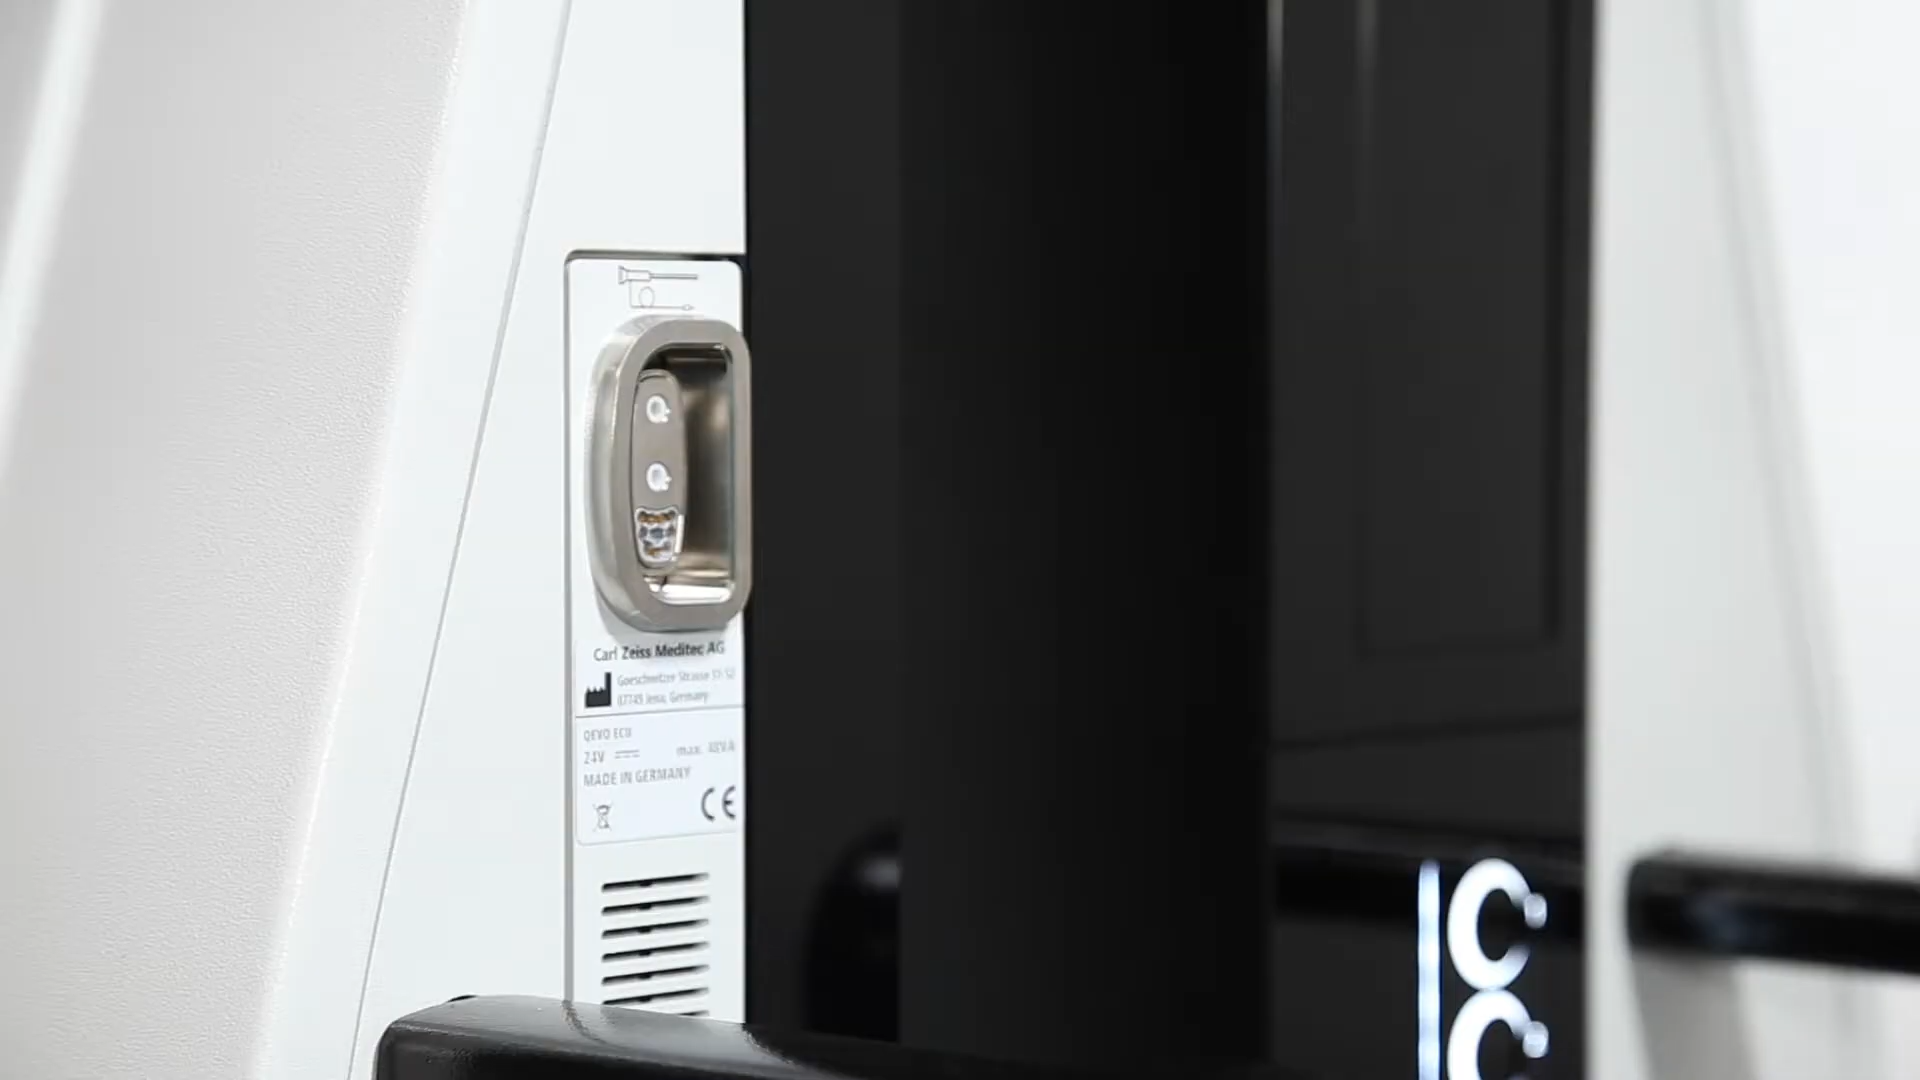 Carl Zeiss Meditec AG
Goeschwitzer Strasse 51-52
07745 Jena, Germany
QEVO ECU
24V max. 48VA
MADE IN GERMANY
CE